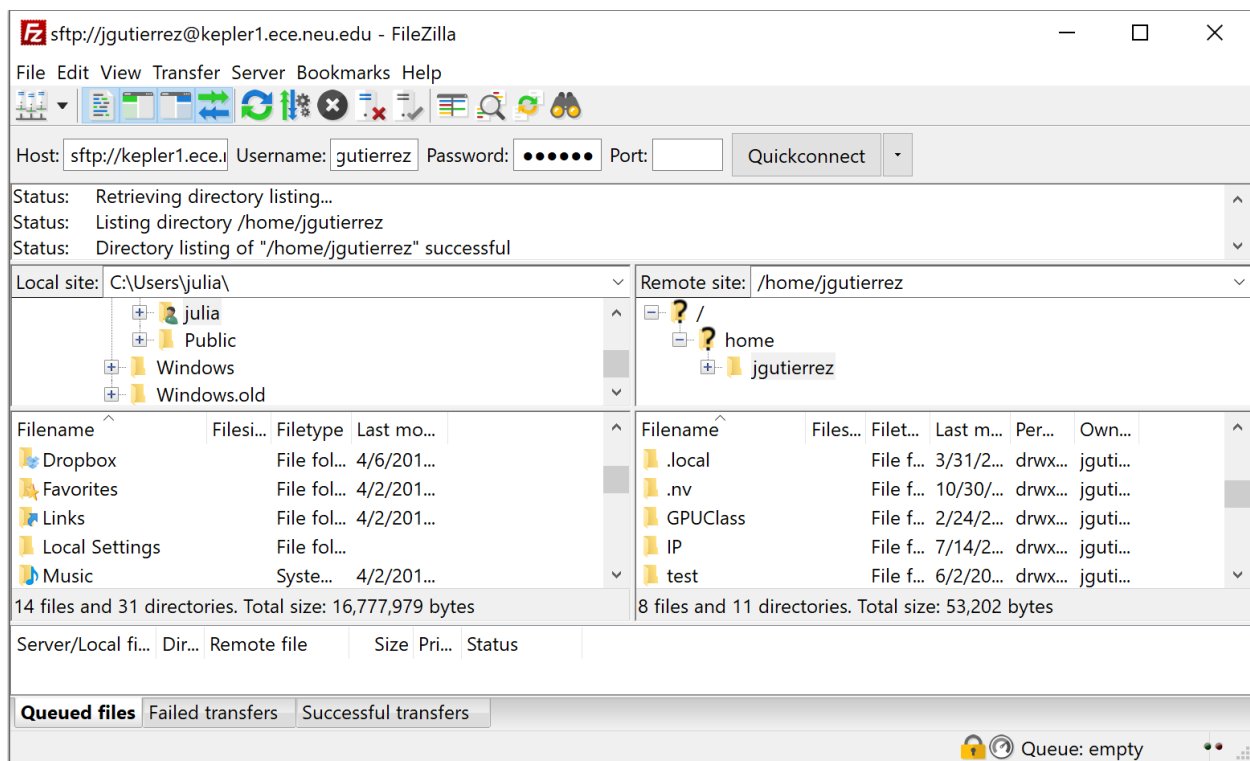 sftp://jgutierrez@kepler1.ece.neu.edu - FileZilla
File Edit View Transfer Server Bookmarks Help
Host: sftp://kepler1.ece. Username: gutierrez Password: ●●●●●● Port: Quickconnect
Status: Retrieving directory listing...
Status: Listing directory /home/jgutierrez
Status: Directory listing of "/home/jgutierrez" successful
Local site: C:\Users\julia\
julia
Public
Windows
Windows.old
Filename Filesi... Filetype Last mo...
Dropbox File fol... 4/6/201...
Favorites File fol... 4/2/201...
Links File fol... 4/2/201...
Local Settings File fol...
Music Syste... 4/2/201...
14 files and 31 directories. Total size: 16,777,979 bytes
Remote site: /home/jgutierrez
/
home
jgutierrez
Filename Files... Filet... Last m... Per... Own...
.local File f... 3/31/2... drwx... jguti...
.nv File f... 10/30/... drwx... jguti...
GPUClass File f... 2/24/2... drwx... jguti...
IP File f... 7/14/2... drwx... jguti...
test File f... 6/2/20... drwx... jguti...
8 files and 11 directories. Total size: 53,202 bytes
Server/Local fi... Dir... Remote file Size Pri... Status
Queued files Failed transfers Successful transfers
Queue: empty